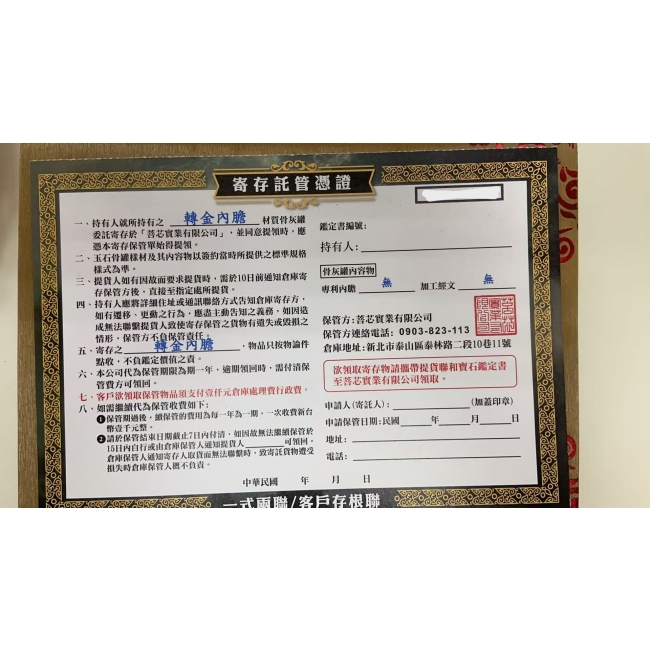 寄存託管憑證
一、持有人就所持有之 轉金內膽 材質骨灰罐
委託寄存於「菩芯實業有限公司」,並同意提領時,應
憑本寄存保管單始得提領。
二、玉石骨罐樣材及其內容物以簽約當時所提供之標準規格
樣式為準。
三、提貨人如有因故而要求提貨時,需於10日前通知倉庫寄
存保管方後,直接至指定處所提貨。
四、持有人應將詳細住址或通訊聯絡方式告知倉庫寄存方,
如有遷移、更動之行為,應盡主動告知之義務,如因造
成無法聯繫提貨人致使寄存保管之貨物有遺失或毀損之
情形,保管方不負保管責任。
五、寄存之 轉金內膽 ,物品只按物論件
點收,不負鑑定價值之責。
六、本公司代為保管期限為期一年,逾期領回時,需付清保
管費方可領回。
七、客戶欲領取保管物品須支付壹仟元倉庫處理費行政費。
八、如需繼續代為保管收費如下:
❶保管期過後,續保管的費用為每一年為一期,一次收費新台
幣壹千元整。
❷請於保管結束日期截止7日內付清,如因故無法繼續保管於
15日內自行或由倉庫保管人通知提貨人 可領回,
倉庫保管人通知寄存人取貨而無法聯繫時,致寄託貨物遭受
損失時倉庫保管人概不負責。
中華民國 年 月 日
鑑定書編號:
持有人:
骨灰罐內容物
專利內膽 無 加工經文 無
保管方:菩芯實業有限公司
保管方連絡電話:0903-823-113
倉庫地址:新北市泰山區泰林路二段10巷11號
欲領取寄存物請攜帶提貨聯和寶石鑑定書
至菩芯實業有限公司領取。
申請人(寄託人): (加蓋印章)
申請保管日期:民國 年 月 日
地址:
電話:
一式兩聯/客戶存根聯